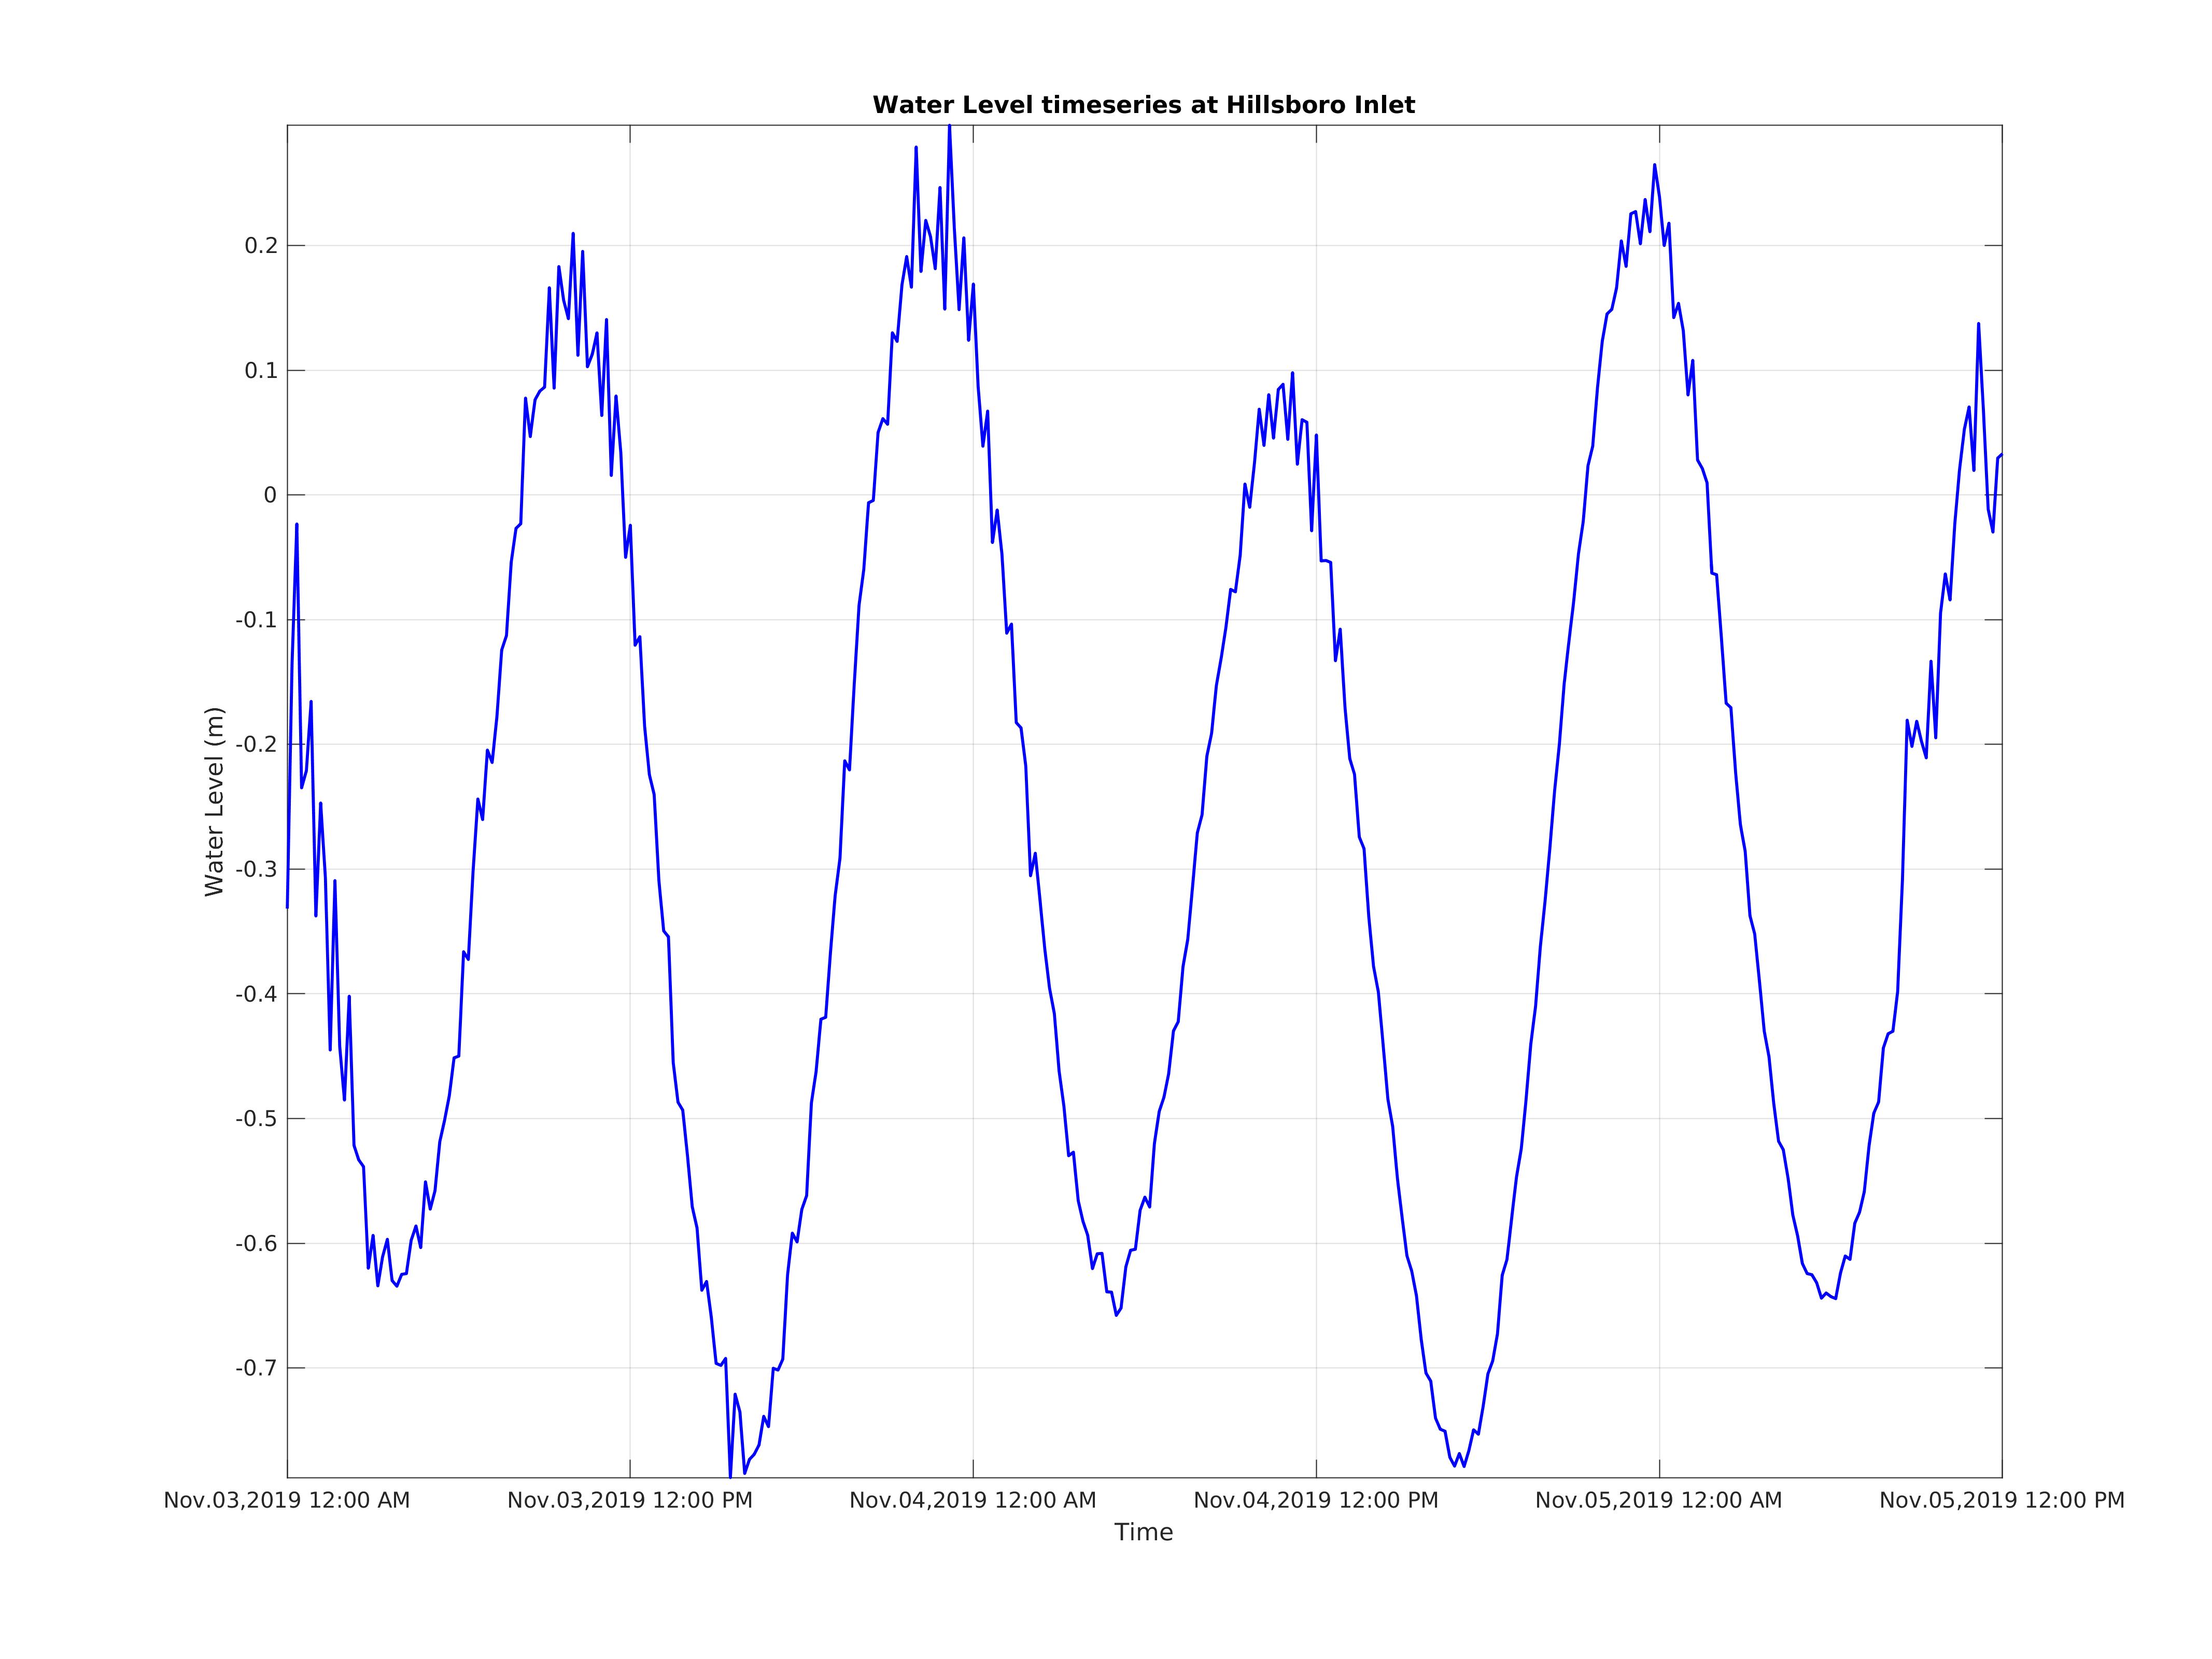 Water Level timeseries at Hillsboro Inlet
0.2
0.1
0
-0.1
-0.2
-0.3
-0.4
-0.5
-0.6
-0.7
Water Level (m)
Nov.03,2019 12:00 AM
Nov.03,2019 12:00 PM
Nov.04,2019 12:00 AM
Nov.04,2019 12:00 PM
Nov.05,2019 12:00 AM
Nov.05,2019 12:00 PM
Time